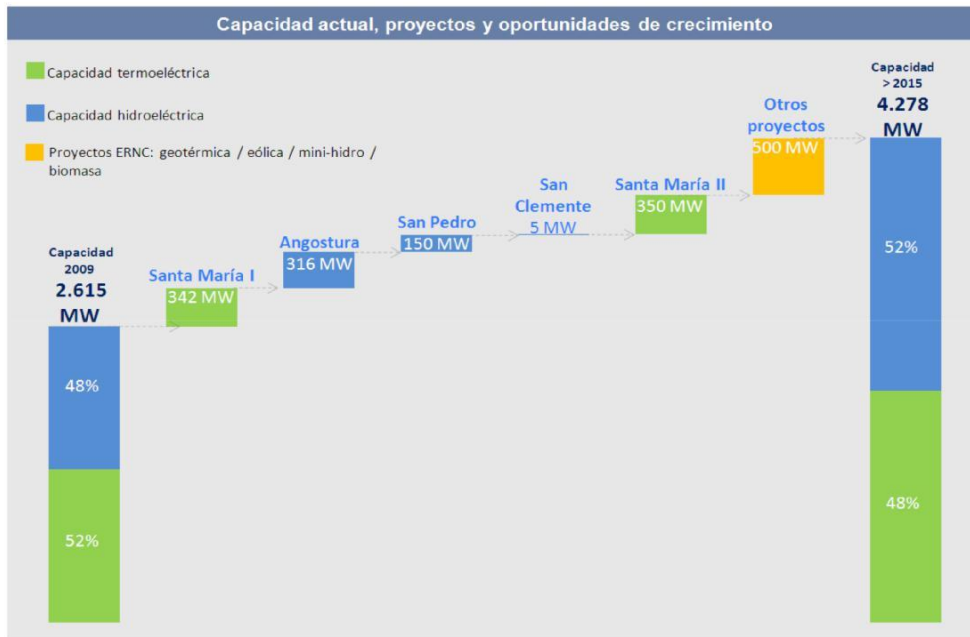 Capacidad actual, proyectos y oportunidades de crecimiento
Capacidad termoeléctrica
Capacidad hidroeléctrica
Proyectos ERNC: geotérmica / eólica / mini-hidro /
biomasa
Capacidad
2009
2.615
MW
48%
52%
Santa María I
342 MW
Angostura
316 MW
San Pedro
150 MW
San
Clemente
5 MW
Santa María II
350 MW
Otros
proyectos
500 MW
Capacidad
> 2015
4.278
MW
52%
48%